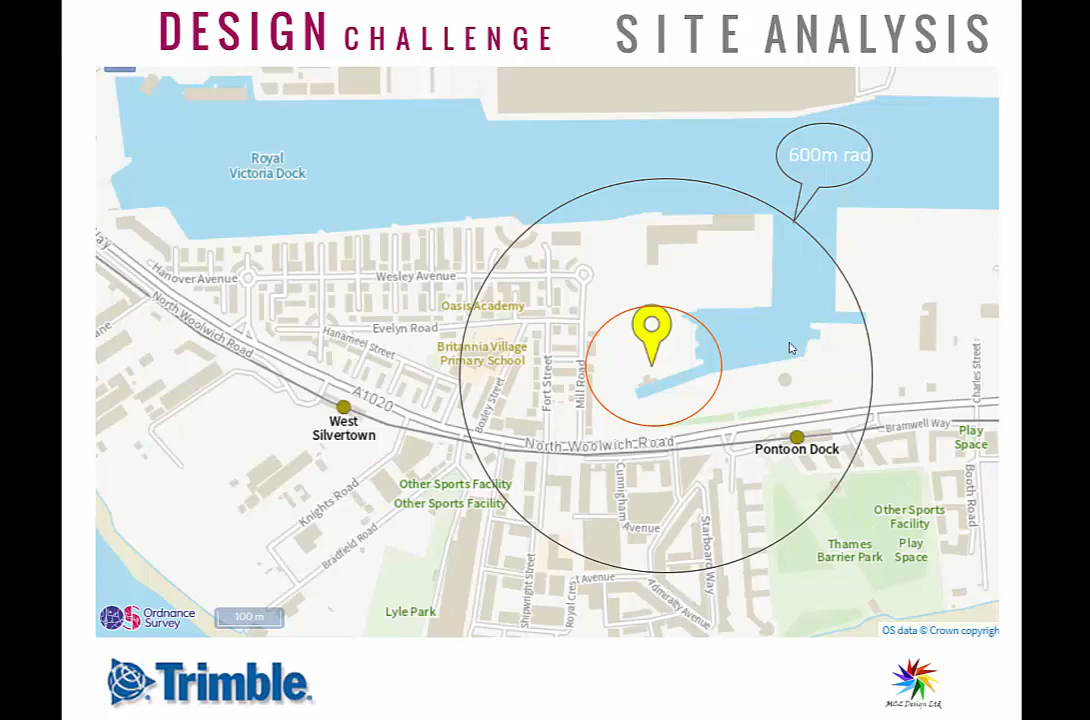 DESIGN CHALLENGE SITE ANALYSIS
600m rad
Royal
Victoria Dock
Hanover Avenue
Wesley Avenue
North Woolwich Road
Oasis Academy
Evelyn Road
Hanameel Street
Britannia Village
Primary School
Fort Street
Mill Road
Charles Street
A1020
Boxley Street
West
Silvertown
North Woolwich Road
Bramwell Way
Pontoon Dock
Play
Space
Other Sports Facility
Other Sports Facility
Knights Road
Cunnigham
Avenue
Booth Road
Starboard Way
Other Sports
Facility
Bradfield Road
Thames
Barrier Park
Play
Space
Shipwright Street
Royal Crest Avenue
Admiralty Avenue
Lyle Park
Ordnance
Survey
100 m
OS data © Crown copyrigh
Trimble
MCL Design Ltd